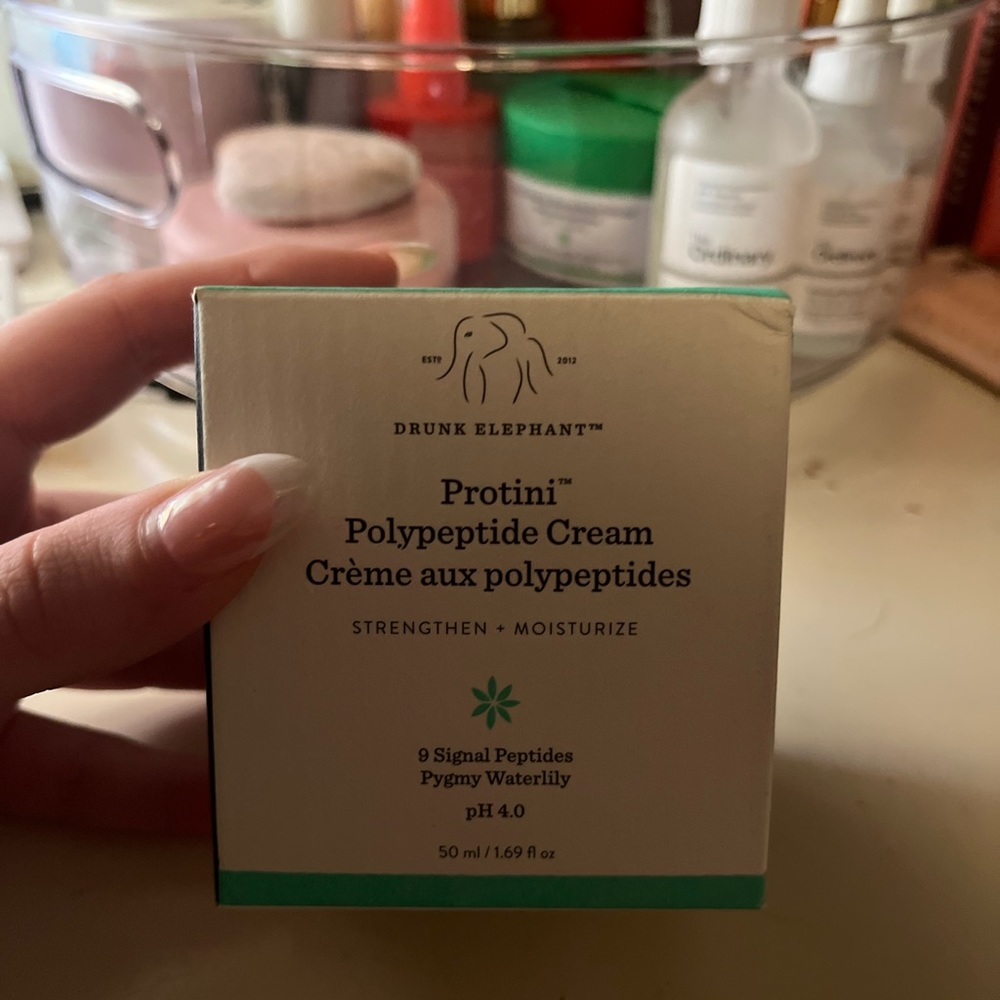 Ordinary
ESTD 2012
DRUNK ELEPHANT™
Protini™
Polypeptide Cream
Crème aux polypeptides
STRENGTHEN + MOISTURIZE
9 Signal Peptides
Pygmy Waterlily
pH 4.0
50 ml / 1.69 fl oz